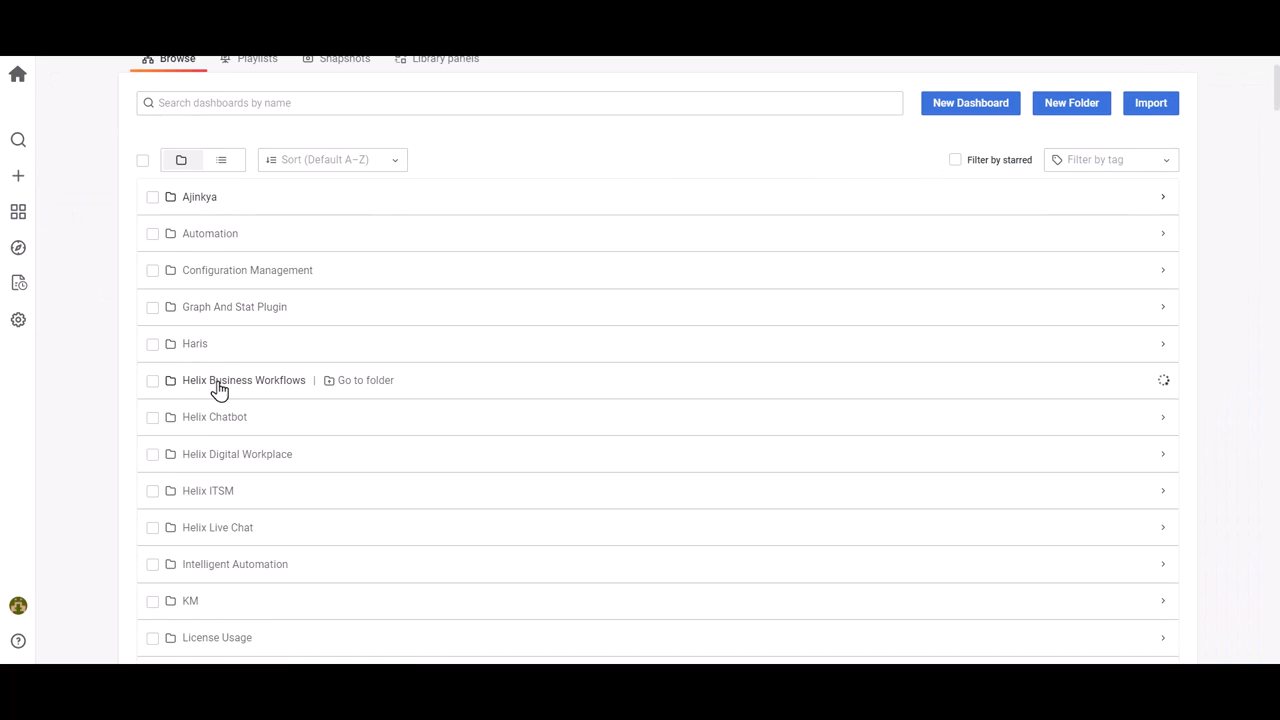 Browse Playlists Snapshots Library panels
Search dashboards by name New Dashboard New Folder Import
Sort (Default A–Z) Filter by starred Filter by tag
Ajinkya
Automation
Configuration Management
Graph And Stat Plugin
Haris
Helix Business Workflows | Go to folder
Helix Chatbot
Helix Digital Workplace
Helix ITSM
Helix Live Chat
Intelligent Automation
KM
License Usage